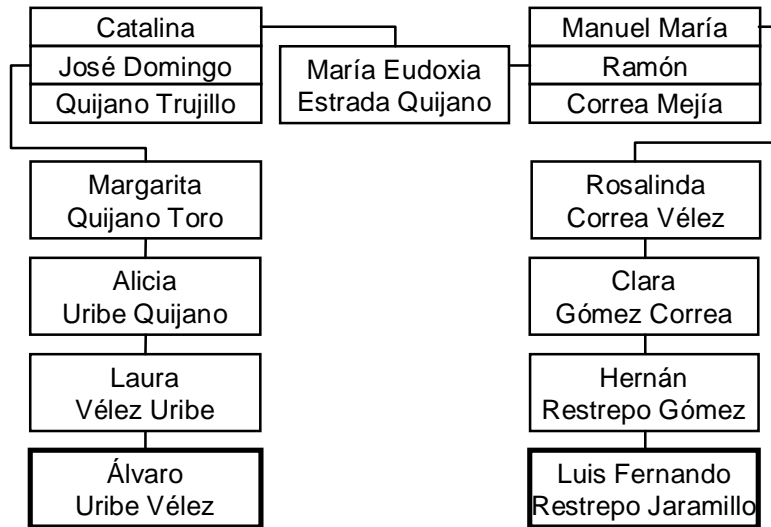 Catalina
José Domingo
Quijano Trujillo
María Eudoxia
Estrada Quijano
Manuel María
Ramón
Correa Mejía
Margarita
Quijano Toro
Rosalinda
Correa Vélez
Alicia
Uribe Quijano
Clara
Gómez Correa
Laura
Vélez Uribe
Hernán
Restrepo Gómez
Álvaro
Uribe Vélez
Luis Fernando
Restrepo Jaramillo